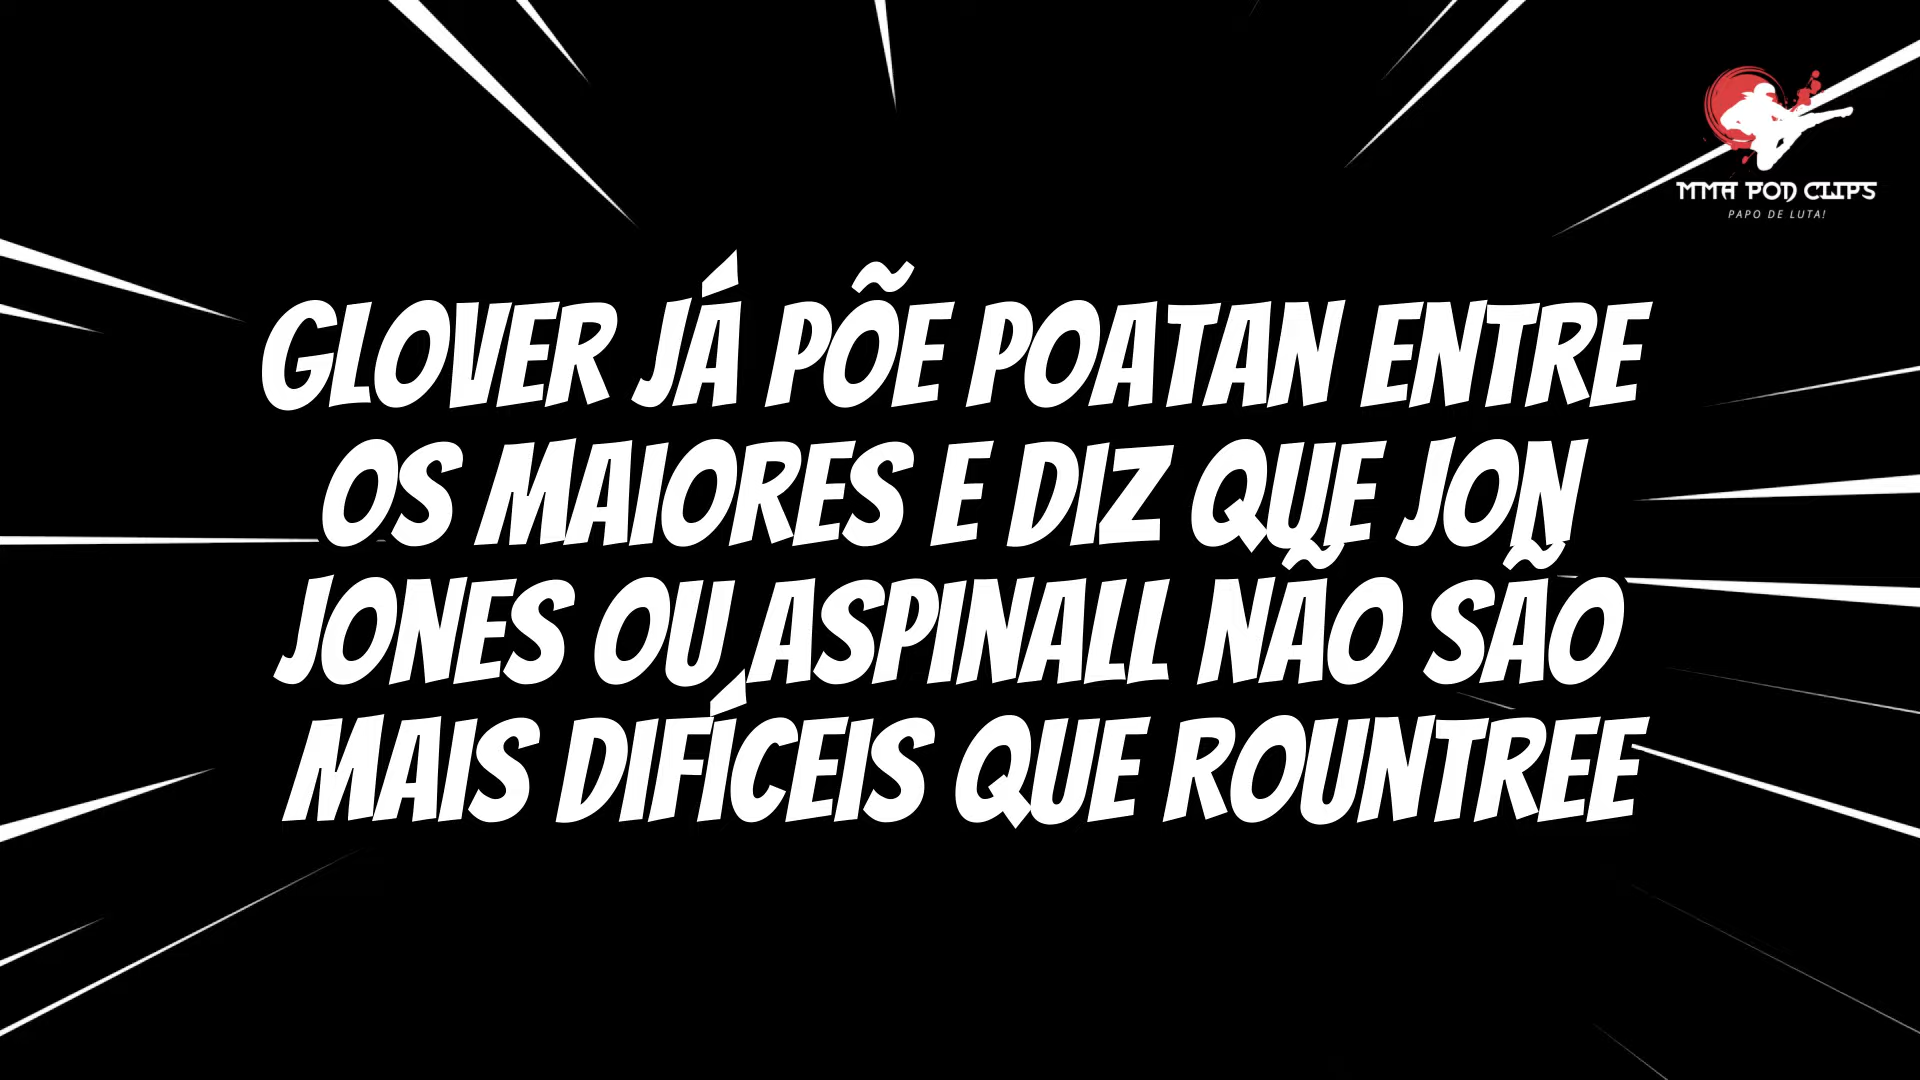 MMA POD CLIPS
PAPO DE LUTA!
GLOVER JÁ PÕE POATAN ENTRE
OS MAIORES E DIZ QUE JON
JONES OU ASPINALL NÃO SÃO
MAIS DIFÍCEIS QUE ROUNTREE